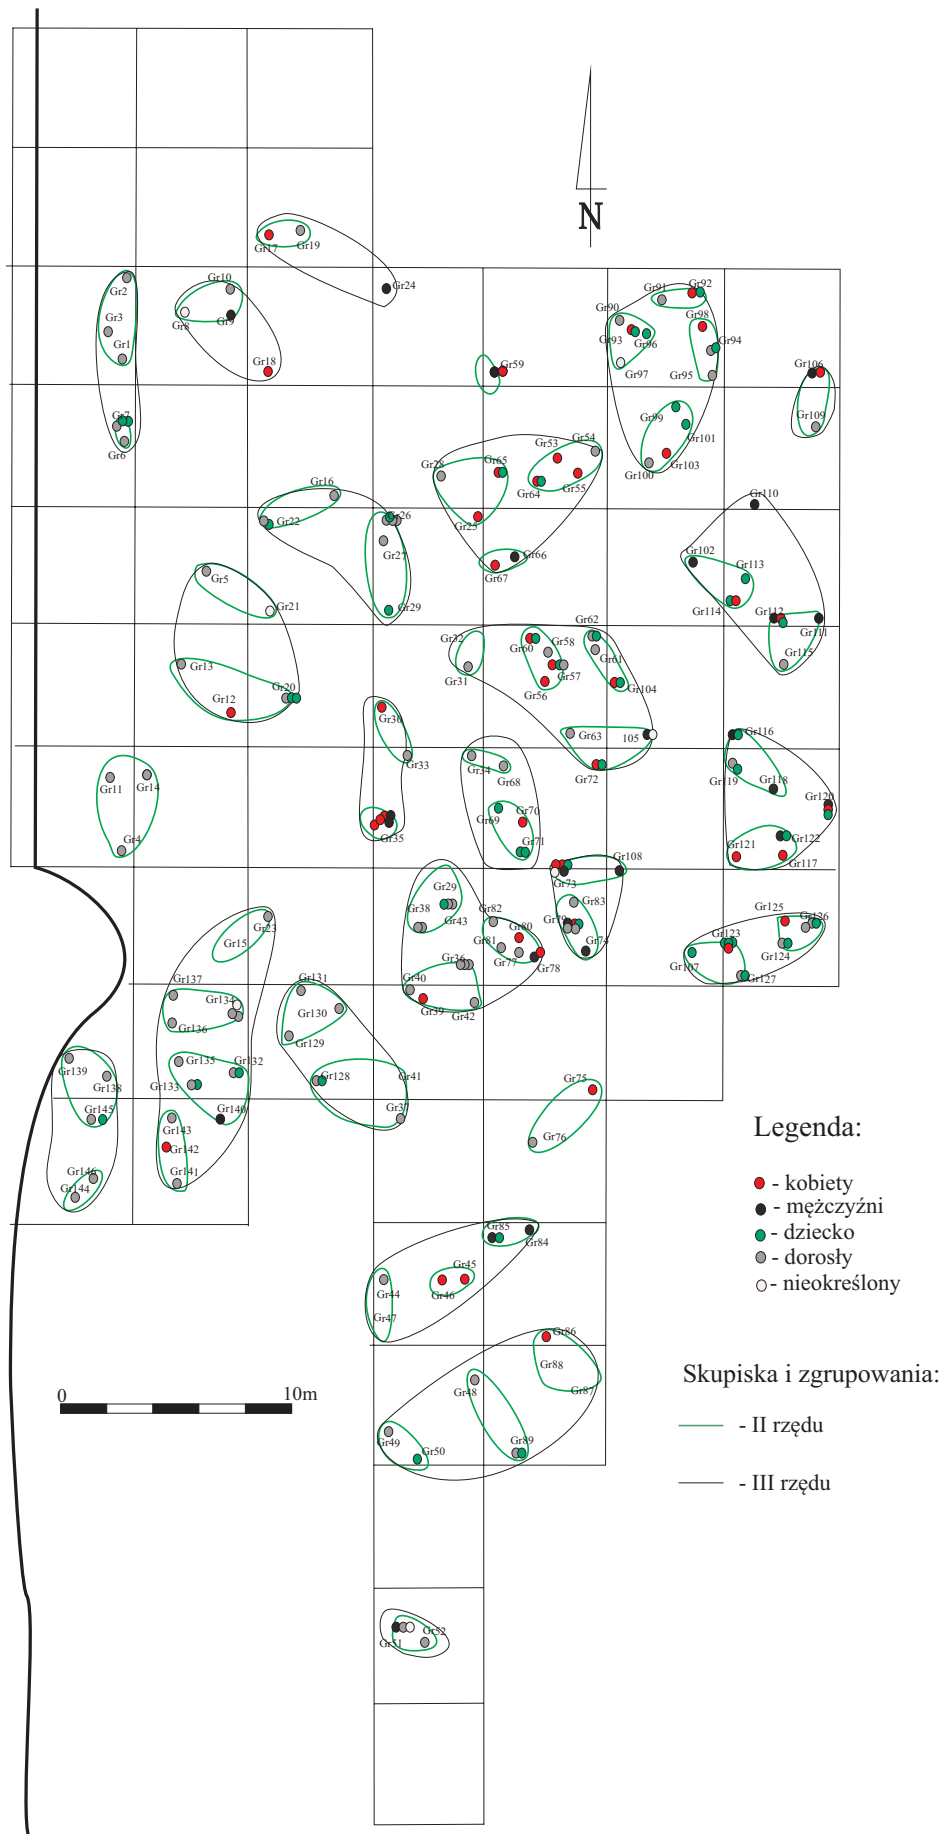 N
Gr17
Gr19
Gr24
Gr2
Gr3
Gr1
Gr7
Gr6
Gr10
Gr8
Gr9
Gr18
Gr59
Gr91
Gr92
Gr90
Gr93
Gr96
Gr97
Gr98
Gr94
Gr95
Gr99
Gr101
Gr103
Gr100
Gr106
Gr109
Gr28
Gr65
Gr53
Gr54
Gr64
Gr55
Gr25
Gr66
Gr67
Gr16
Gr22
Gr26
Gr27
Gr29
Gr110
Gr102
Gr113
Gr114
Gr112
Gr111
Gr115
Gr5
Gr21
Gr13
Gr12
Gr20
Gr32
Gr31
Gr60
Gr58
Gr57
Gr56
Gr62
Gr61
Gr104
Gr63
105
Gr72
Gr30
Gr33
Gr35
Gr34
Gr68
Gr69
Gr70
Gr71
Gr11
Gr14
Gr4
Gr116
Gr119
Gr118
Gr120
Gr121
Gr122
Gr117
Gr108
Gr73
Gr83
Gr79
Gr74
Gr29
Gr38
Gr43
Gr82
Gr81
Gr80
Gr77
Gr78
Gr36
Gr40
Gr39
Gr42
Gr125
Gr126
Gr124
Gr123
Gr107
Gr127
Gr23
Gr15
Gr137
Gr134
Gr136
Gr135
Gr132
Gr133
Gr140
Gr143
Gr142
Gr141
Gr131
Gr130
Gr129
Gr128
Gr41
Gr37
Gr139
Gr138
Gr145
Gr146
Gr144
Gr75
Gr76
Legenda:
- kobiety
- mężczyźni
- dziecko
- dorosły
- nieokreślony
Gr85
Gr84
Gr45
Gr44
Gr46
Gr47
Gr86
Gr88
Gr87
Gr48
Gr49
Gr50
Gr89
Skupiska i zgrupowania:
- II rzędu
- III rzędu
0 10m
Gr51
Gr52